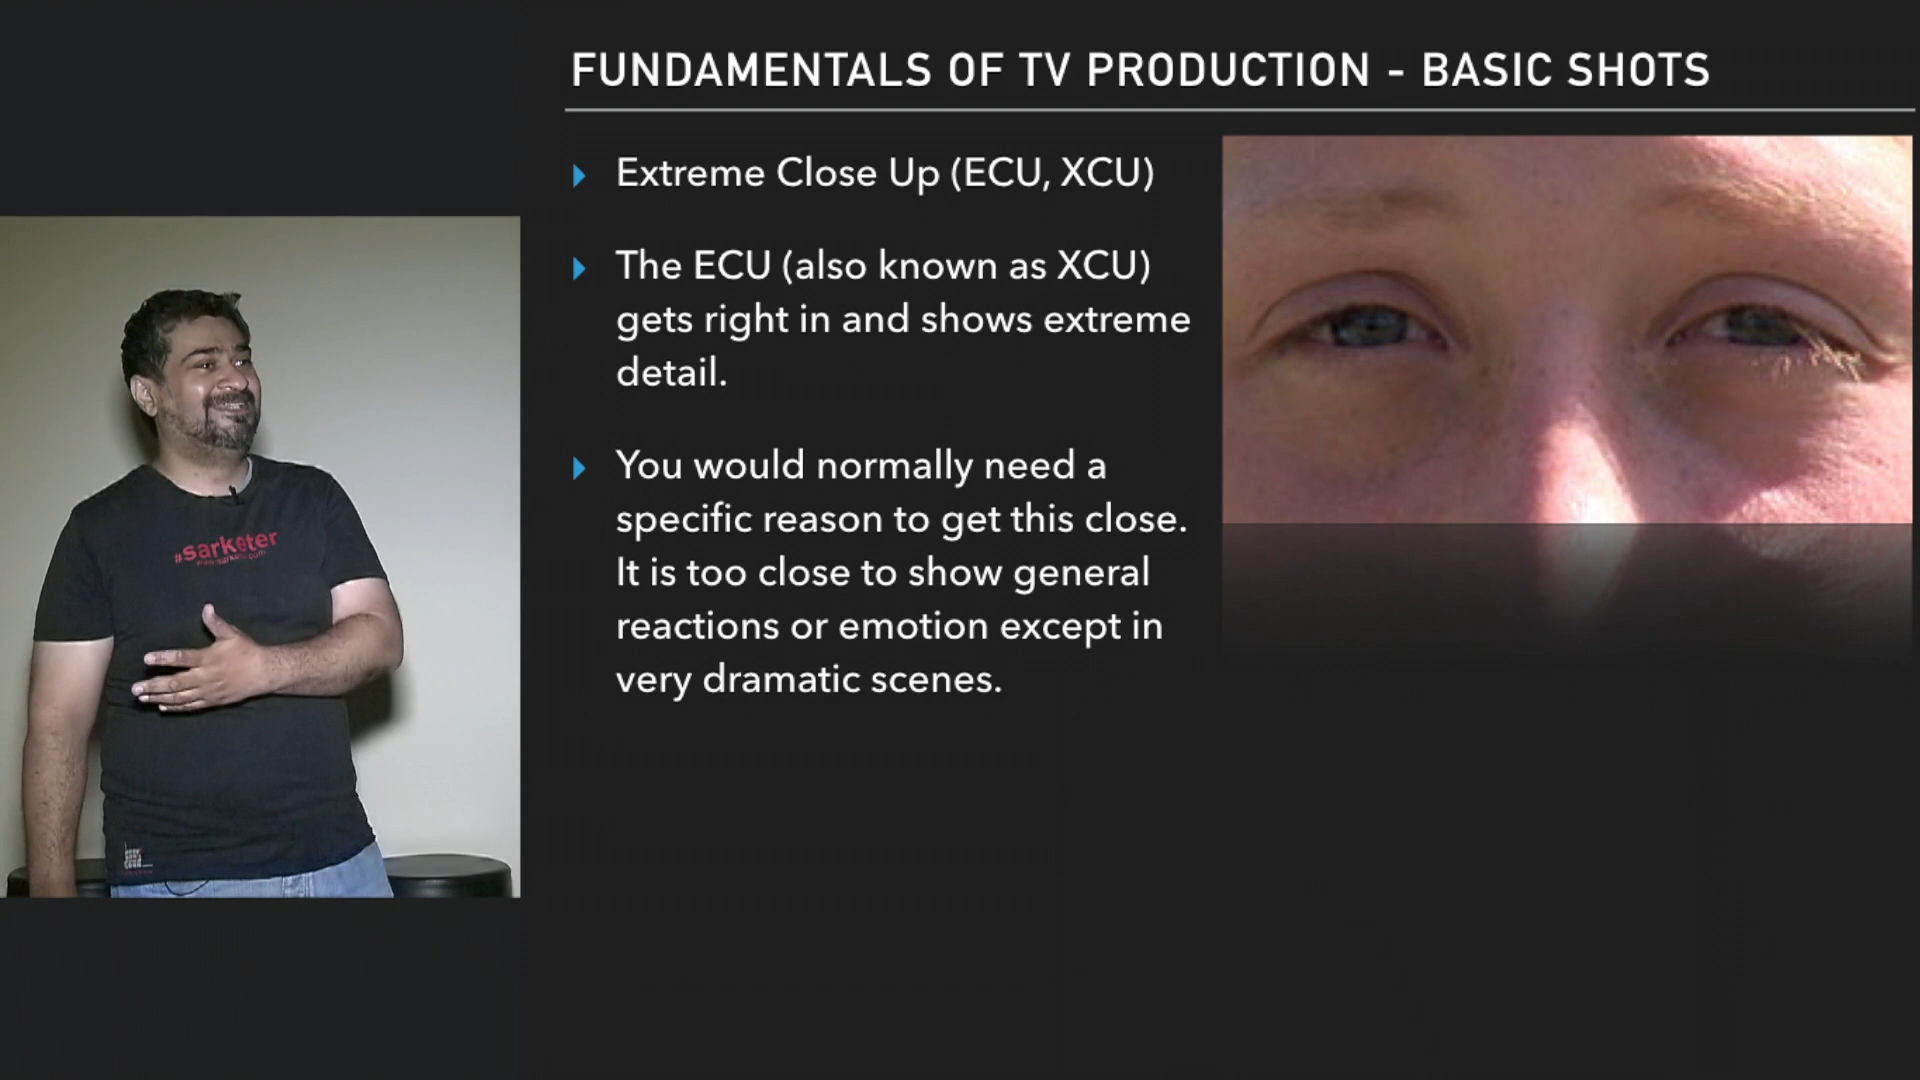 FUNDAMENTALS OF TV PRODUCTION - BASIC SHOTS
Extreme Close Up (ECU, XCU)
The ECU (also known as XCU)
gets right in and shows extreme
detail.
You would normally need a
specific reason to get this close.
It is too close to show general
reactions or emotion except in
very dramatic scenes.
#sarketer